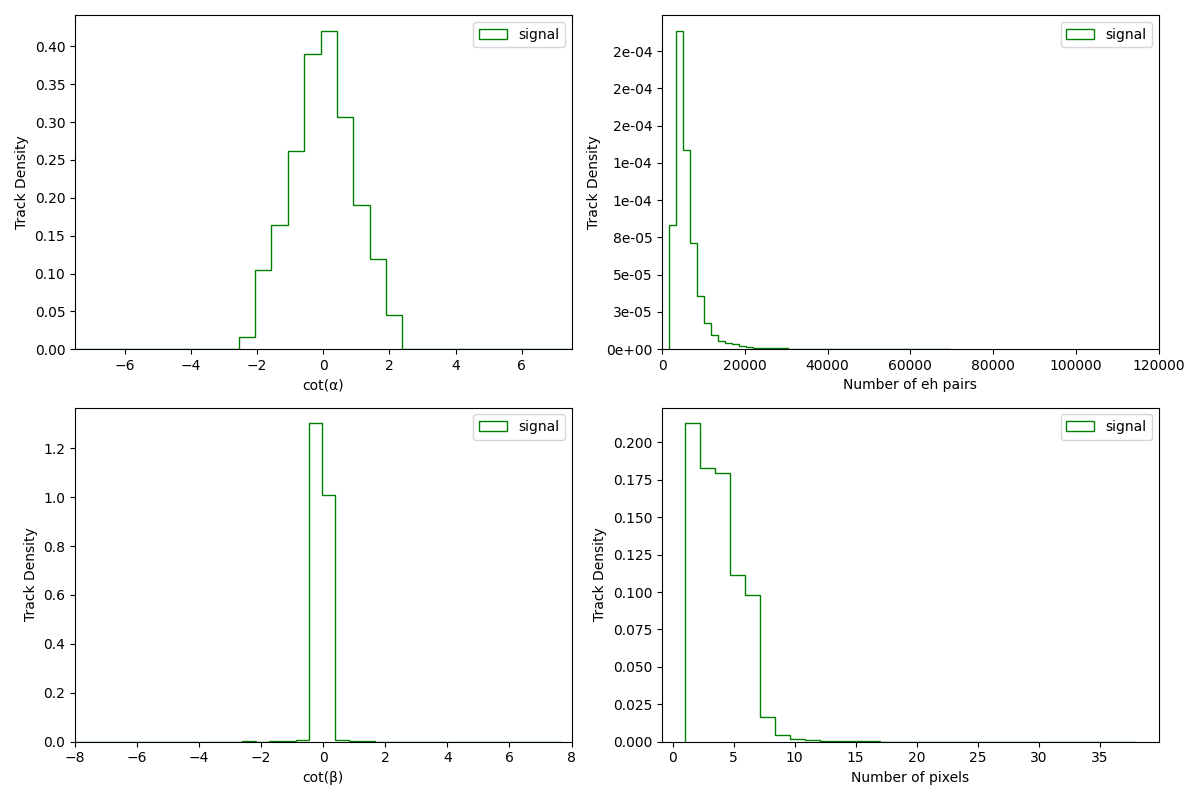 signal
0.40
0.35
0.30
0.25
0.20
0.15
0.10
0.05
0.00
Track Density
−6 −4 −2 0 2 4 6
cot(α)
signal
2e-04
2e-04
2e-04
1e-04
1e-04
8e-05
5e-05
3e-05
0e+00
Track Density
0 20000 40000 60000 80000 100000 120000
Number of eh pairs
signal
1.2
1.0
0.8
0.6
0.4
0.2
0.0
Track Density
−8 −6 −4 −2 0 2 4 6 8
cot(β)
signal
0.200
0.175
0.150
0.125
0.100
0.075
0.050
0.025
0.000
Track Density
0 5 10 15 20 25 30 35
Number of pixels